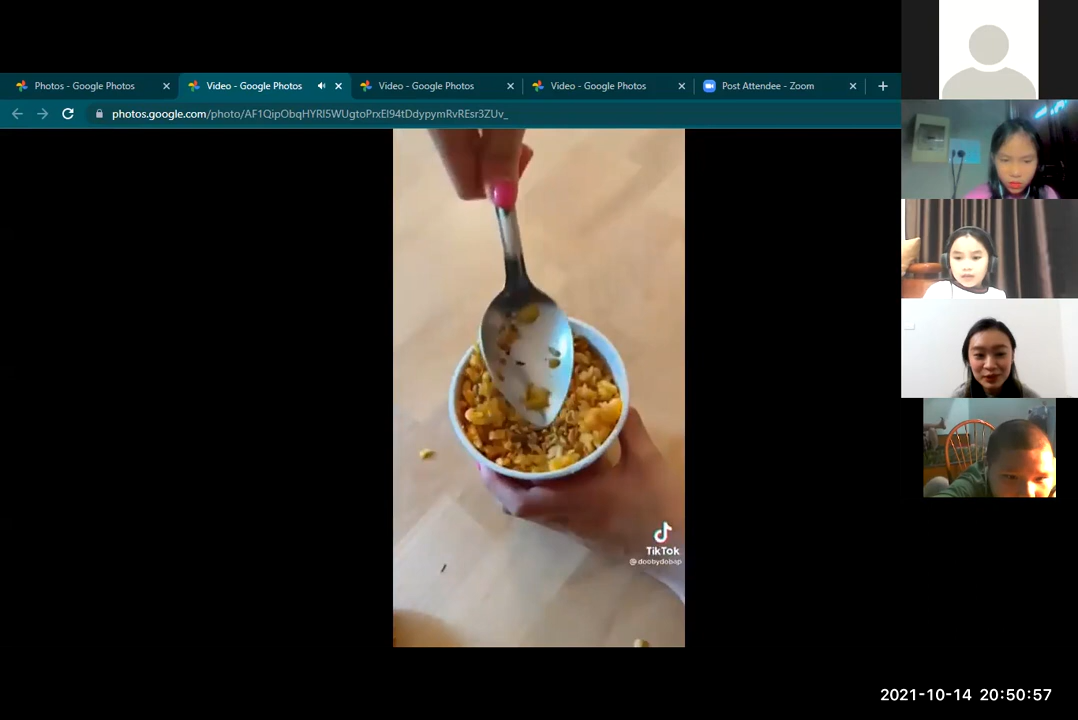 Photos - Google Photos
Video - Google Photos
Video - Google Photos
Video - Google Photos
Post Attendee - Zoom
photos.google.com/photo/AF1QipObqHYRl5WUgtoPrxEl94tDdypymRvREsr3ZUv_
TikTok
@doobydobap
2021-10-14 20:50:57